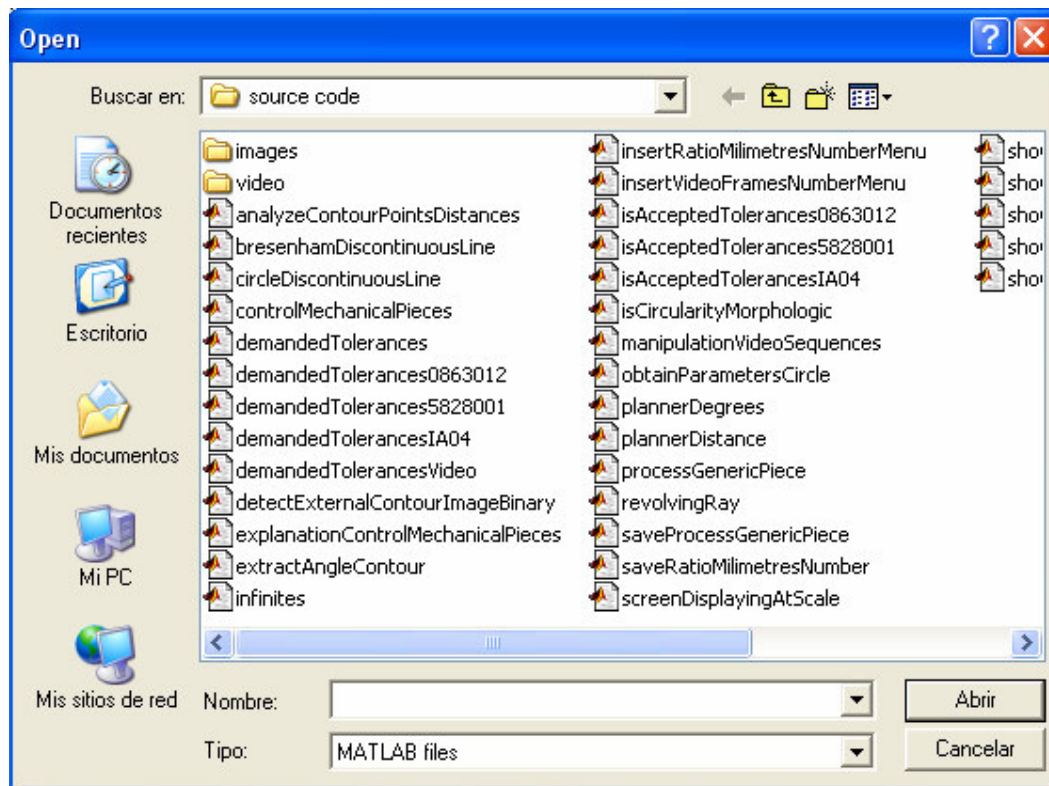 Open
Buscar en: source code
Documentos
recientes
Escritorio
Mis documentos
Mi PC
Mis sitios de red
images
video
analyzeContourPointsDistances
bresenhamDiscontinuousLine
circleDiscontinuousLine
controlMechanicalPieces
demandedTolerances
demandedTolerances0863012
demandedTolerances5828001
demandedTolerancesIA04
demandedTolerancesVideo
detectExternalContourImageBinary
explanationControlMechanicalPieces
extractAngleContour
infinites
insertRatioMilimetresNumberMenu
insertVideoFramesNumberMenu
isAcceptedTolerances0863012
isAcceptedTolerances5828001
isAcceptedTolerancesIA04
isCircularityMorphologic
manipulationVideoSequences
obtainParametersCircle
plannerDegrees
plannerDistance
processGenericPiece
revolvingRay
saveProcessGenericPiece
saveRatioMilimetresNumber
screenDisplayingAtScale
Nombre:
Abrir
Tipo: MATLAB files
Cancelar